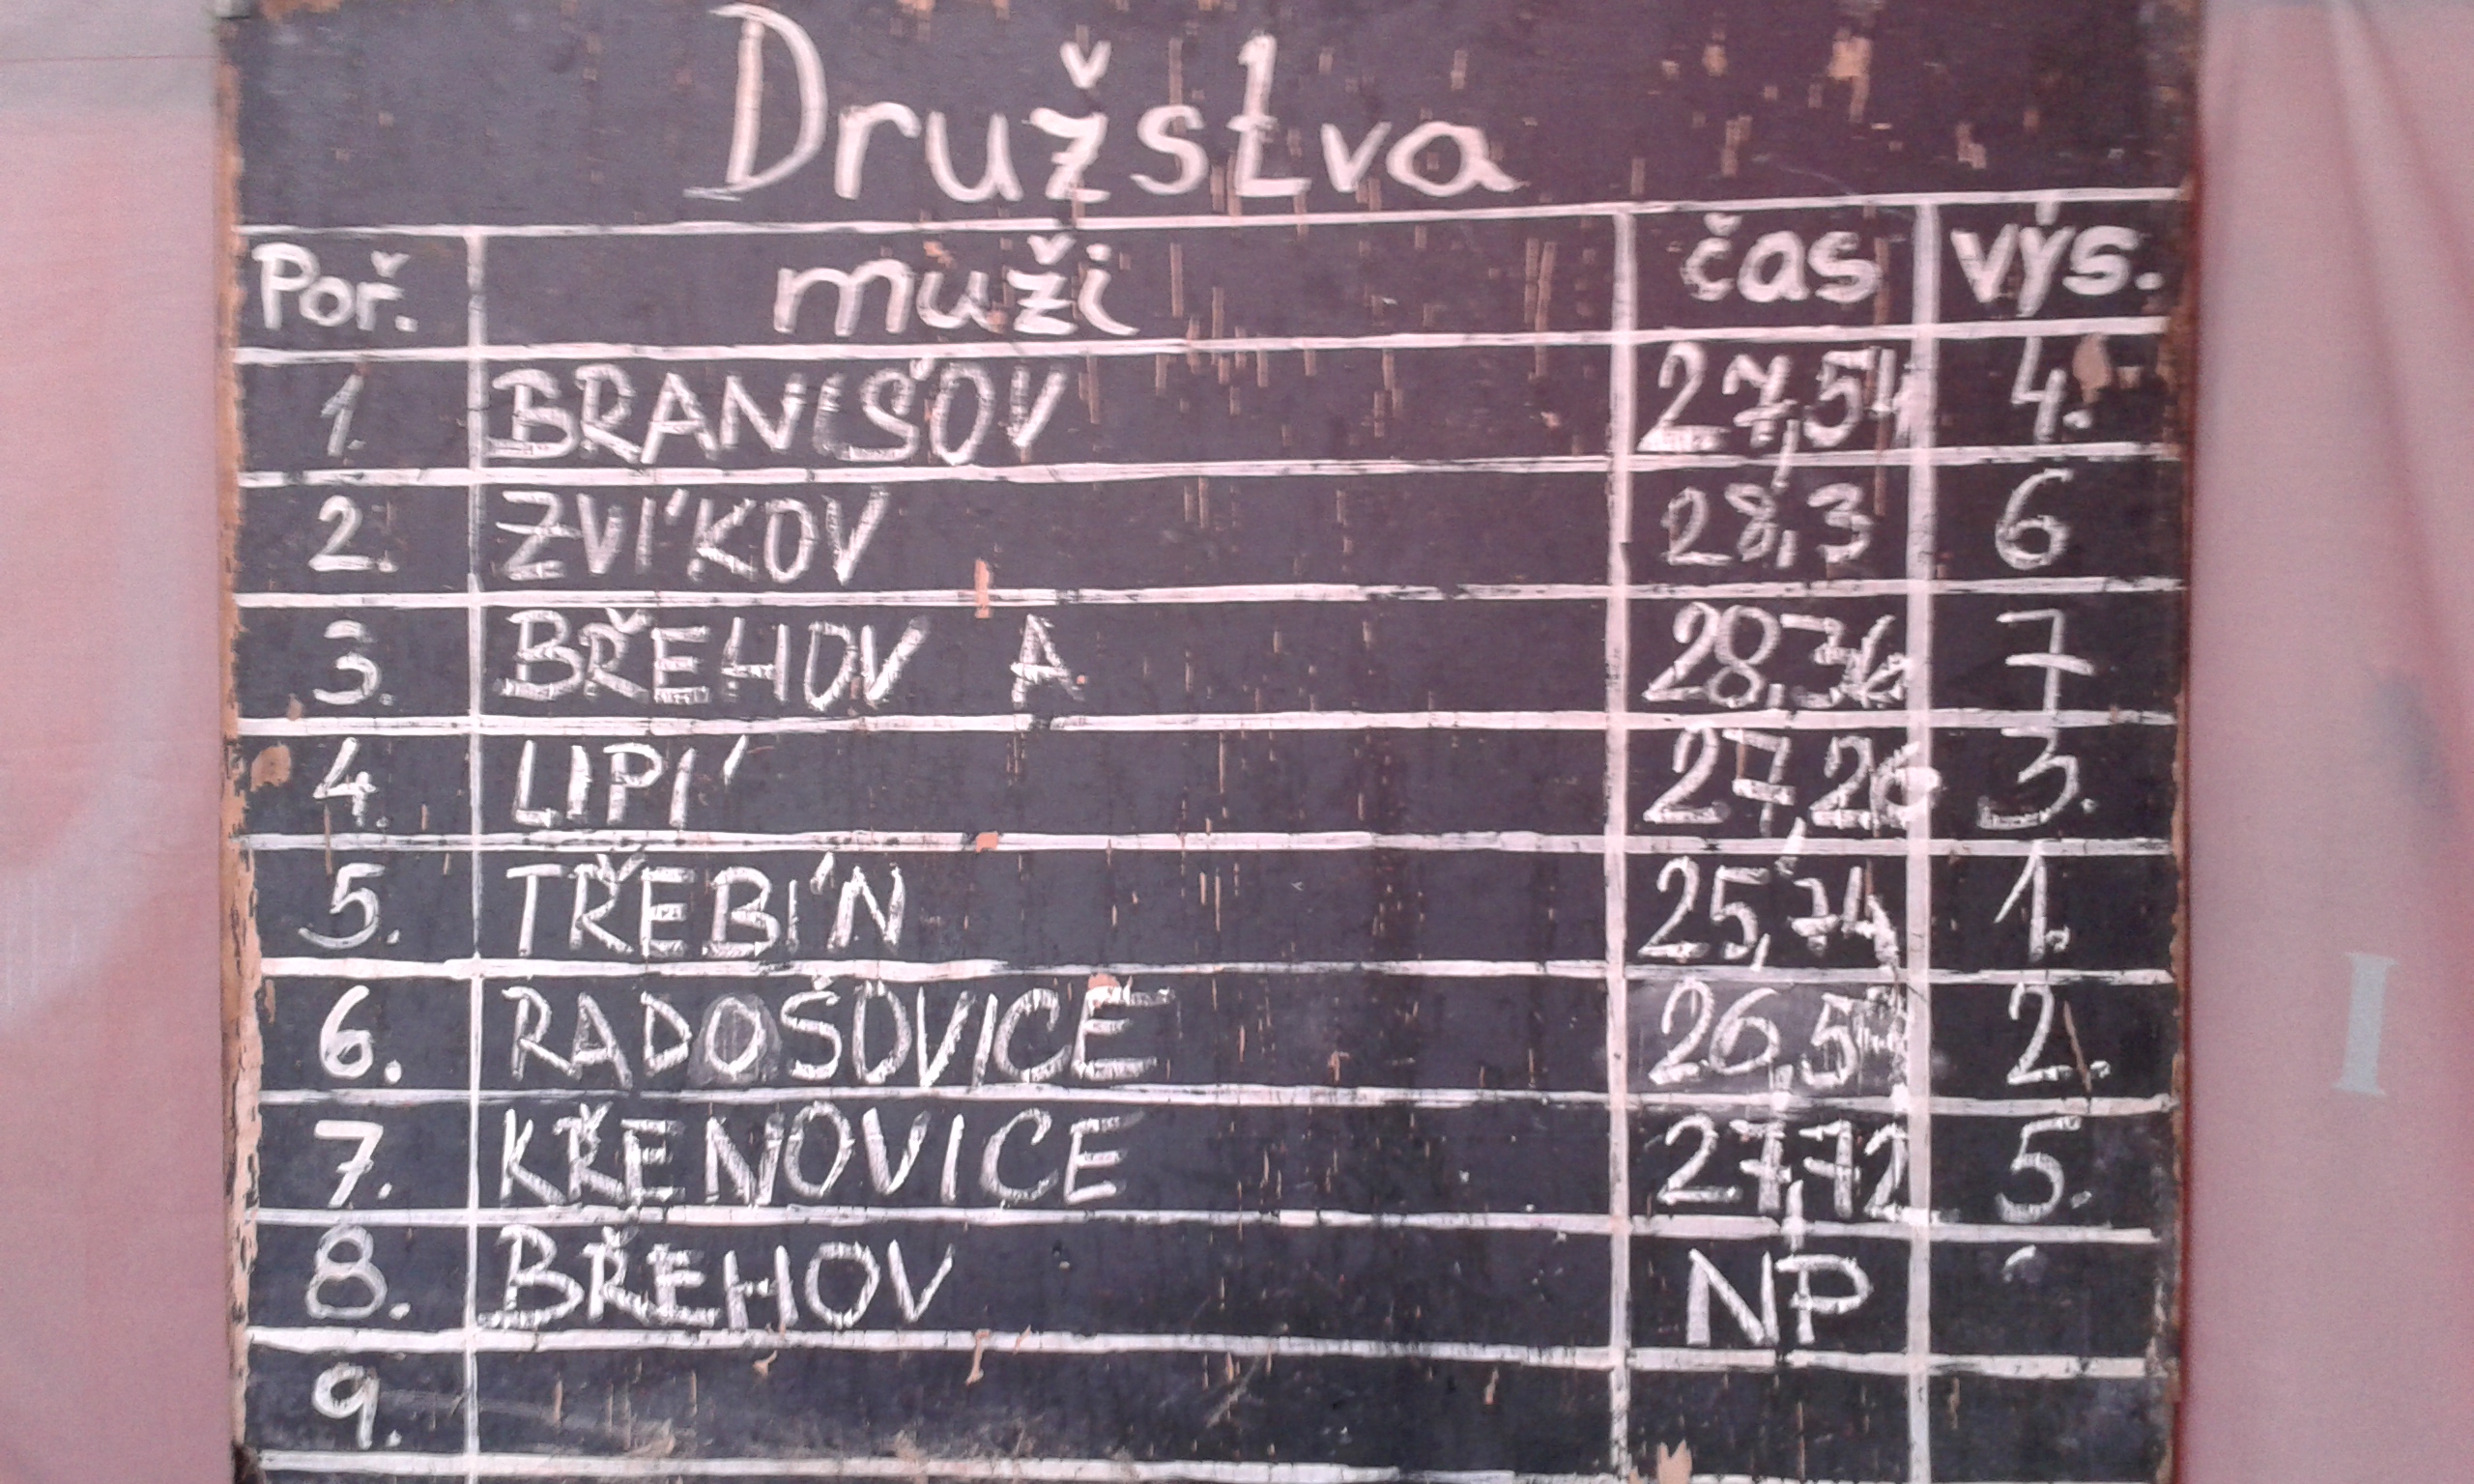 Družstva
Poř. muži čas výs.
1. BRANIŠOV 27,54 4.
2. ZVÍKOV 28,3 6
3. BŘEHOV A 28,36 7
4. LIPÍ 27,26 3.
5. TŘEBÍN 25,74 1.
6. RADOŠOVICE 2.
7. KŘENOVICE 27,72 5.
8. BŘEHOV NP
9.